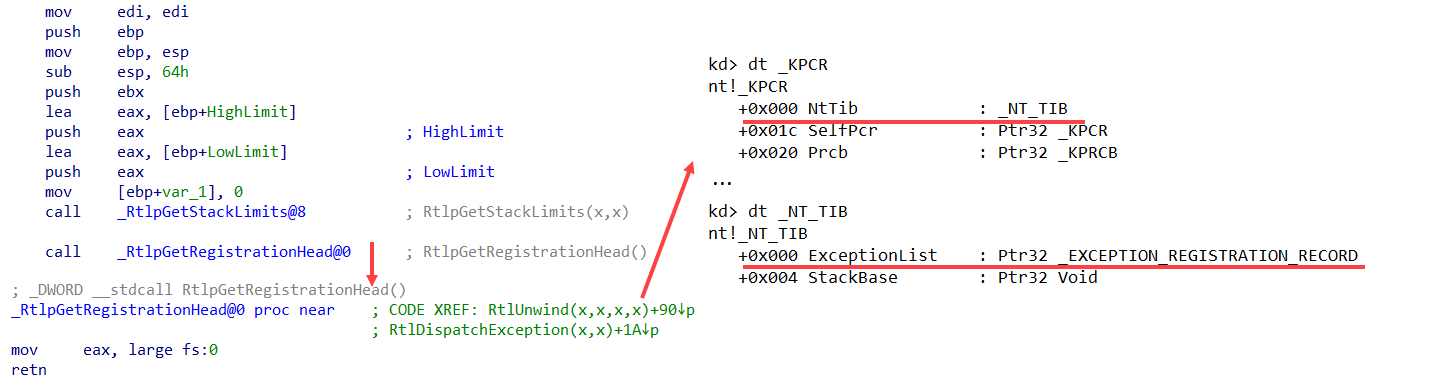 mov     edi, edi
push    ebp
mov     ebp, esp
sub     esp, 64h
push    ebx
lea     eax, [ebp+HighLimit]
push    eax                             ; HighLimit
lea     eax, [ebp+LowLimit]
push    eax                             ; LowLimit
mov     [ebp+var_1], 0
call    _RtlpGetStackLimits@8           ; RtlpGetStackLimits(x,x)
call    _RtlpGetRegistrationHead@0      ; RtlpGetRegistrationHead()
; _DWORD __stdcall RtlpGetRegistrationHead()
_RtlpGetRegistrationHead@0 proc near    ; CODE XREF: RtlUnwind(x,x,x,x)+90↓p
; RtlDispatchException(x,x)+1A↓p
mov     eax, large fs:0
retn
kd> dt _KPCR
nt!_KPCR
+0x000 NtTib            : _NT_TIB
+0x01c SelfPcr          : Ptr32 _KPCR
+0x020 Prcb             : Ptr32 _KPRCB
...
kd> dt _NT_TIB
nt!_NT_TIB
+0x000 ExceptionList    : Ptr32 _EXCEPTION_REGISTRATION_RECORD
+0x004 StackBase        : Ptr32 Void